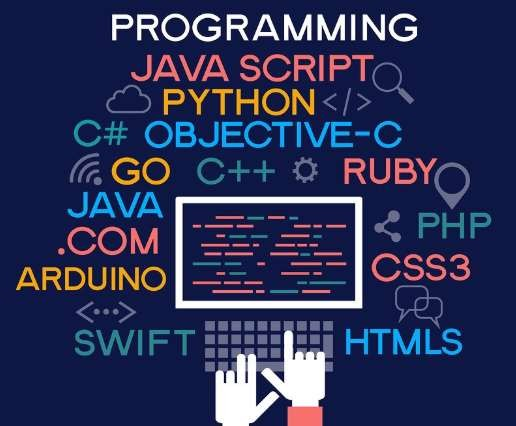 PROGRAMMING
JAVA SCRIPT
PYTHON </>
C# OBJECTIVE-C
GO C++ RUBY
JAVA
PHP
.COM
CSS3
ARDUINO
<•••>
SWIFT HTMLS